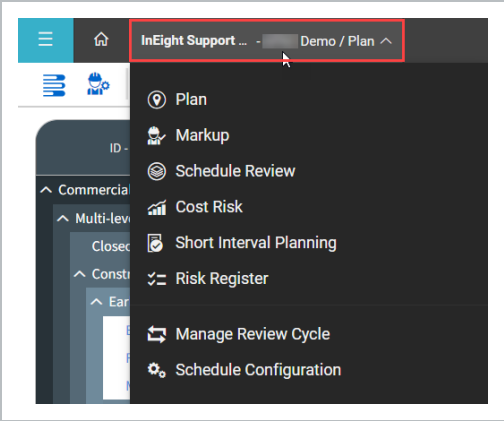 InEight Support ... - Demo / Plan
Plan
ID -
Markup
Schedule Review
Commercial
Cost Risk
Multi-lev
Short Interval Planning
Closed
Constr
Risk Register
Ear
Manage Review Cycle
Schedule Configuration